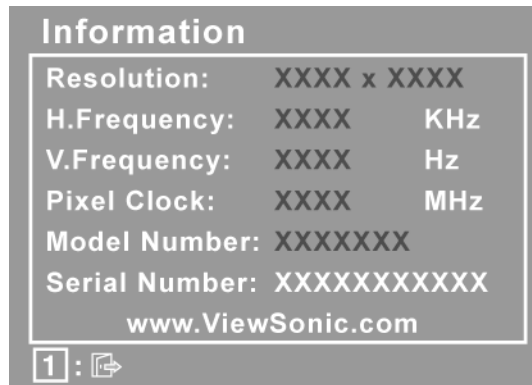 Information
Resolution: XXXX x XXXX
H.Frequency: XXXX KHz
V.Frequency: XXXX Hz
Pixel Clock: XXXX MHz
Model Number: XXXXXXX
Serial Number: XXXXXXXXXXX
www.ViewSonic.com
1 :